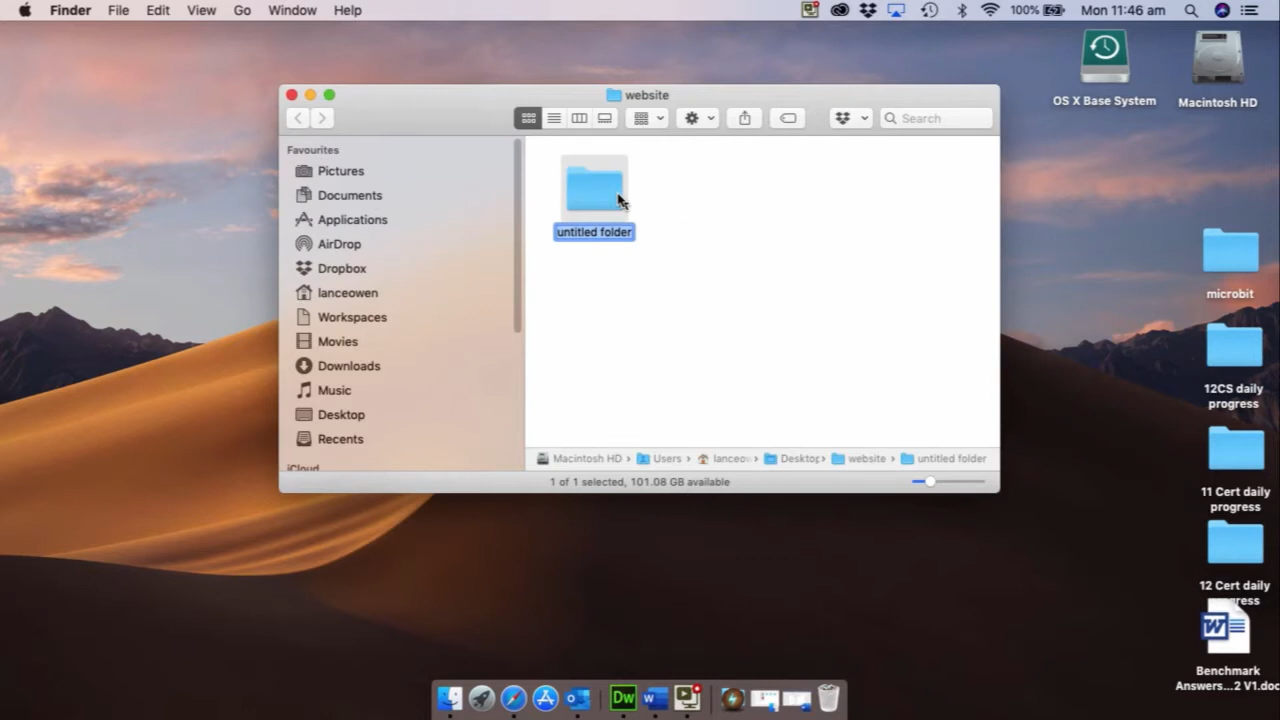 Finder File Edit View Go Window Help
100% Mon 11:46 am
OS X Base System
Macintosh HD
website
Search
Favourites
Pictures
Documents
Applications
AirDrop
Dropbox
lanceowen
Workspaces
Movies
Downloads
Music
Desktop
Recents
iCloud
untitled folder
Macintosh HD › Users › lanceov › Desktop › website › untitled folder
1 of 1 selected, 101.08 GB available
microbit
12CS daily
progress
11 Cert daily
progress
12 Cert daily
W
Benchmark
Answers...2 V1.doc
Dw
W